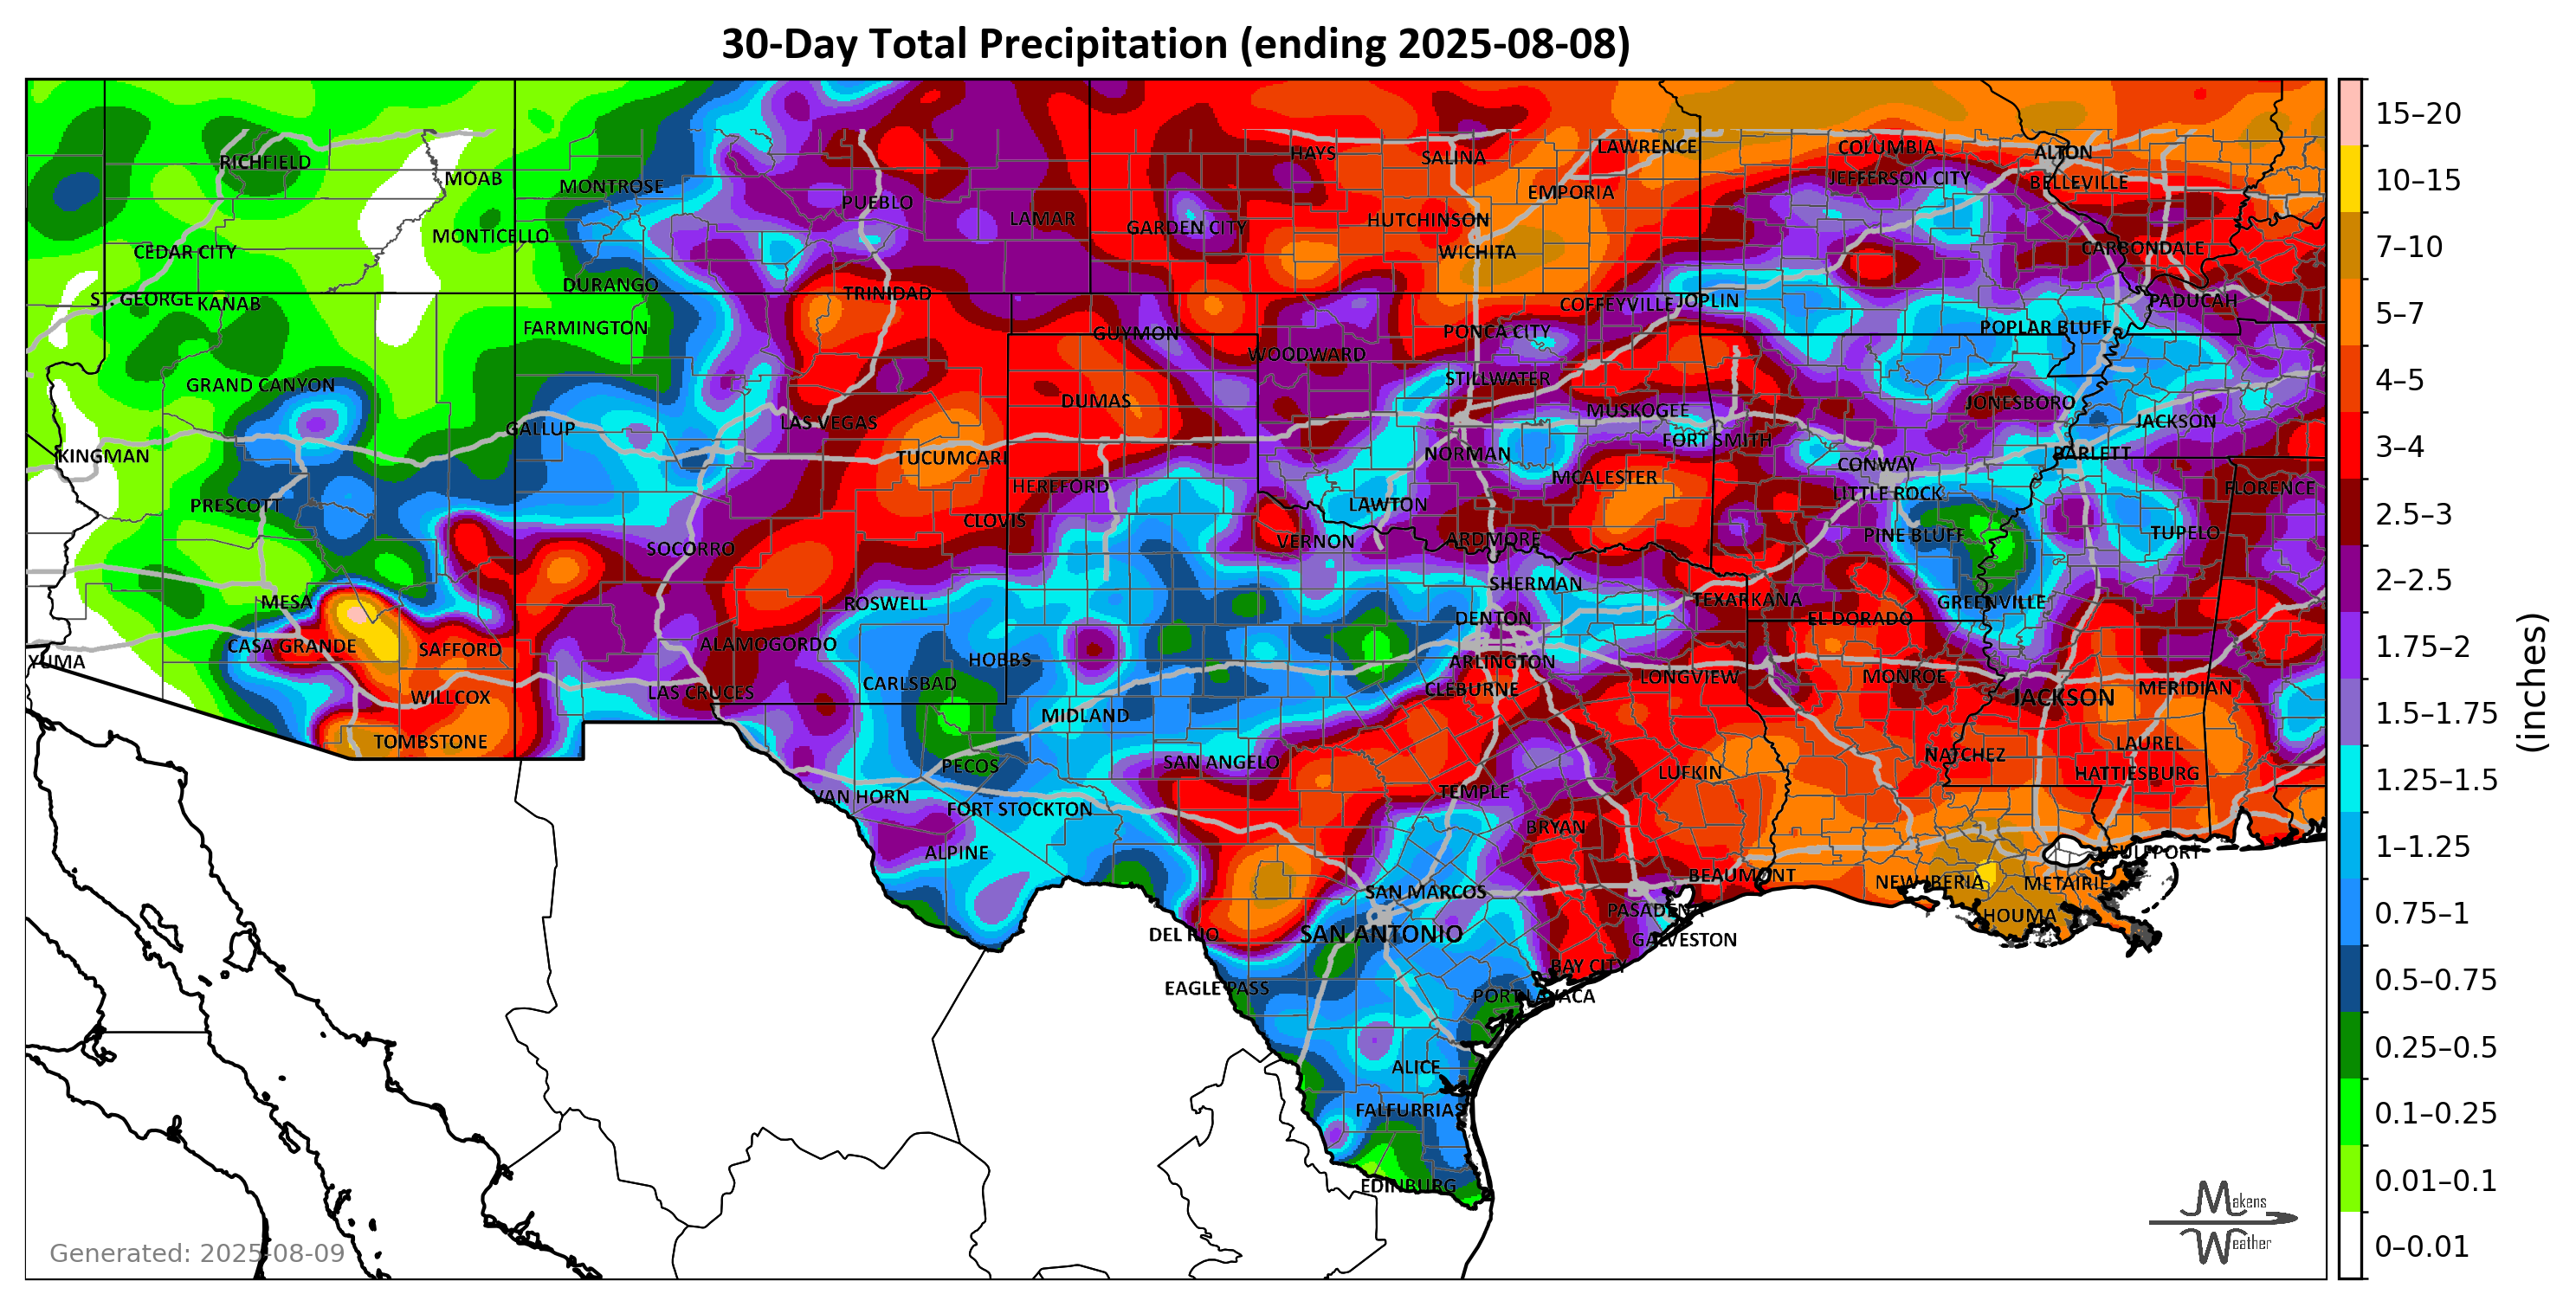 30-Day Total Precipitation (ending 2025-08-08)
RICHFIELD
MOAB
MONTROSE
PUEBLO
LAMAR
HAYS
SALINA
LAWRENCE
COLUMBIA
ALTON
JEFFERSON CITY
BELLEVILLE
EMPORIA
GARDEN CITY
HUTCHINSON
WICHITA
CARBONDALE
MONTICELLO
CEDAR CITY
DURANGO
TRINIDAD
ST. GEORGE
KANAB
FARMINGTON
COFFEYVILLE
JOPLIN
PADUCAH
GUYMON
PONCA CITY
POPLAR BLUFF
WOODWARD
STILLWATER
GRAND CANYON
DUMAS
JONESBORO
MUSKOGEE
JACKSON
GALLUP
LAS VEGAS
FORT SMITH
KINGMAN
TUCUMCARI
NORMAN
CONWAY
BARLETT
MCALESTER
HEREFORD
LITTLE ROCK
FLORENCE
PRESCOTT
LAWTON
CLOVIS
PINE BLUFF
TUPELO
SOCORRO
VERNON
ARDMORE
SHERMAN
MESA
ROSWELL
TEXARKANA
GREENVILLE
DENTON
EL DORADO
CASA GRANDE
SAFFORD
ALAMOGORDO
YUMA
HOBBS
ARLINGTON
CARLSBAD
CLEBURNE
LONGVIEW
MONROE
WILLCOX
LAS CRUCES
JACKSON
MERIDIAN
MIDLAND
TOMBSTONE
LAUREL
NATCHEZ
PECOS
SAN ANGELO
LUFKIN
HATTIESBURG
VAN HORN
FORT STOCKTON
TEMPLE
BRYAN
ALPINE
GULFPORT
SAN MARCOS
BEAUMONT
NEW IBERIA
METAIRIE
PASADENA
HOUMA
DEL RIO
SAN ANTONIO
GALVESTON
BAY CITY
EAGLE PASS
PORT LAVACA
ALICE
FALFURRIAS
EDINBURG
Generated: 2025-08-09
Makens
Weather
15–20
10–15
7–10
5–7
4–5
3–4
2.5–3
2–2.5
1.75–2
1.5–1.75
1.25–1.5
1–1.25
0.75–1
0.5–0.75
0.25–0.5
0.1–0.25
0.01–0.1
0–0.01
(inches)